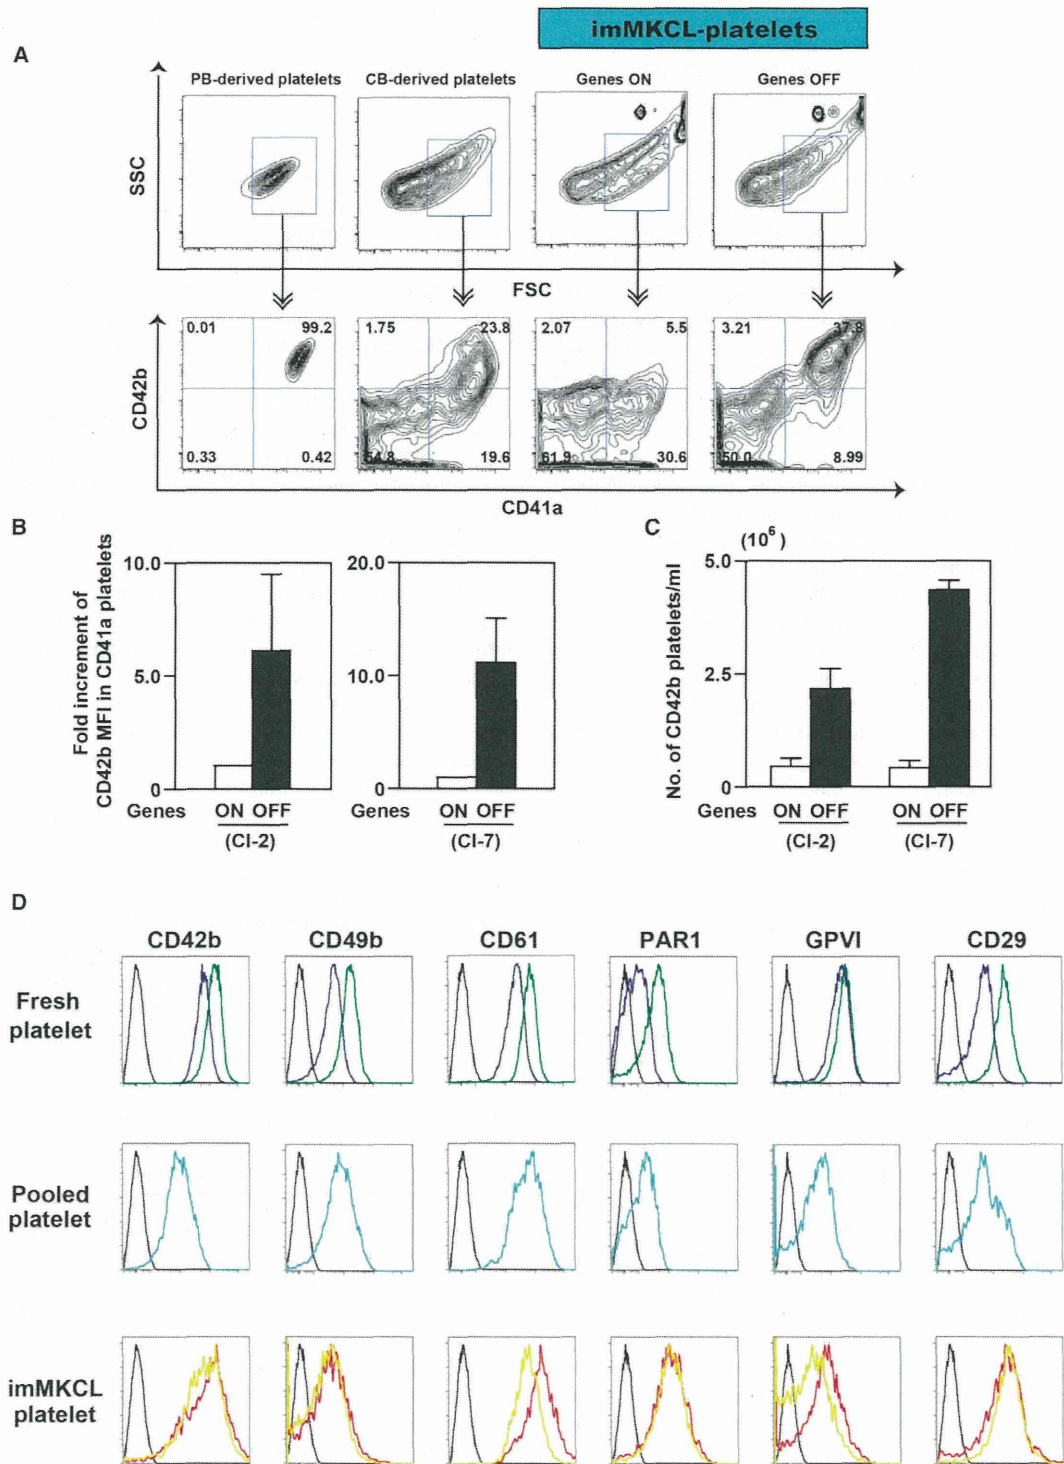 imMKCL-platelets
A
PB-derived platelets
CB-derived platelets
Genes ON
Genes OFF
SSC
FSC
0.01 99.2
0.33 0.42
1.75 23.8
54.8 19.6
2.07 5.5
61.9 30.6
3.21 37.8
50.0 8.99
CD42b
CD41a
B
Fold increment of
CD42b MFI in CD41a platelets
10.0
5.0
0
20.0
10.0
0
Genes ON OFF
(Cl-2)
ON OFF
(Cl-7)
C
(10⁶)
No. of CD42b platelets/ml
5.0
2.5
0
Genes ON OFF ON OFF
(Cl-2) (Cl-7)
D
CD42b CD49b CD61 PAR1 GPVI CD29
Fresh
platelet
Pooled
platelet
imMKCL
platelet